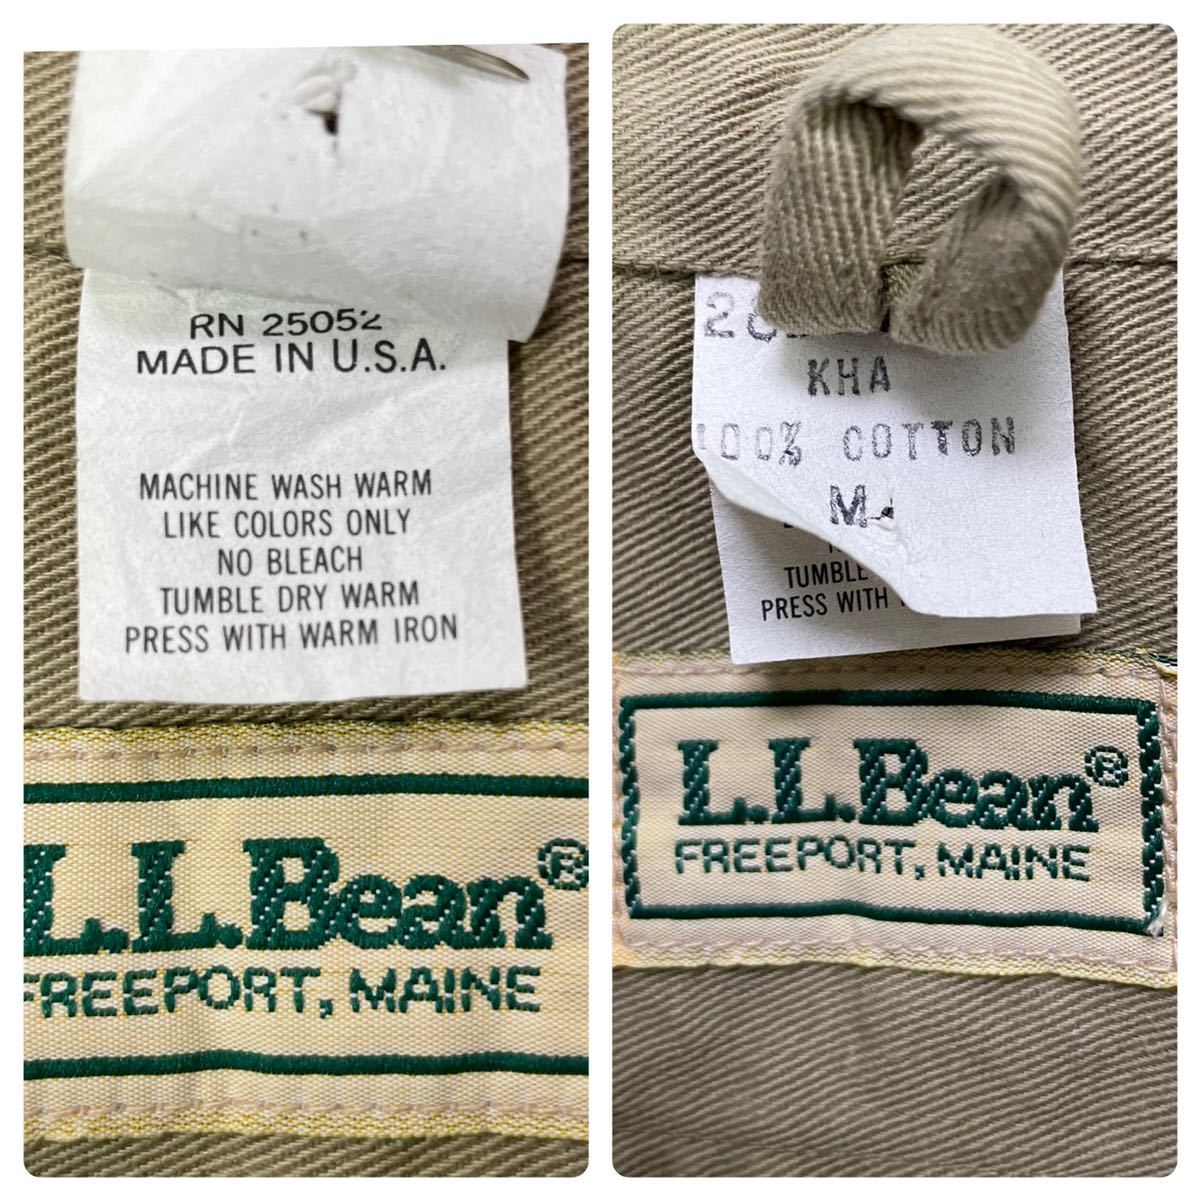 RN 25052
MADE IN U.S.A.
MACHINE WASH WARM
LIKE COLORS ONLY
NO BLEACH
TUMBLE DRY WARM
PRESS WITH WARM IRON
L.L.Bean®
FREEPORT, MAINE
KHA
100% COTTON
M
TUMBLE
PRESS WITH
L.L.Bean®
FREEPORT, MAINE